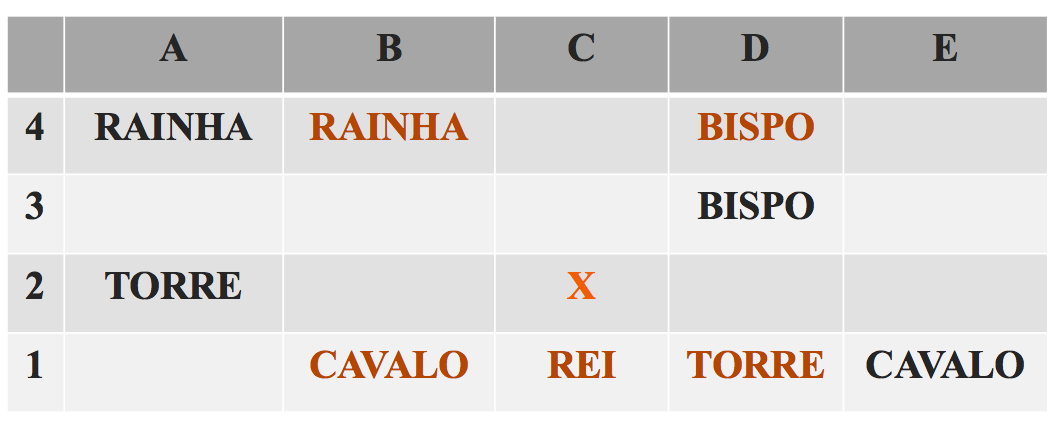 A B C D E
4 RAINHA RAINHA BISPO
3 BISPO
2 TORRE X
1 CAVALO REI TORRE CAVALO